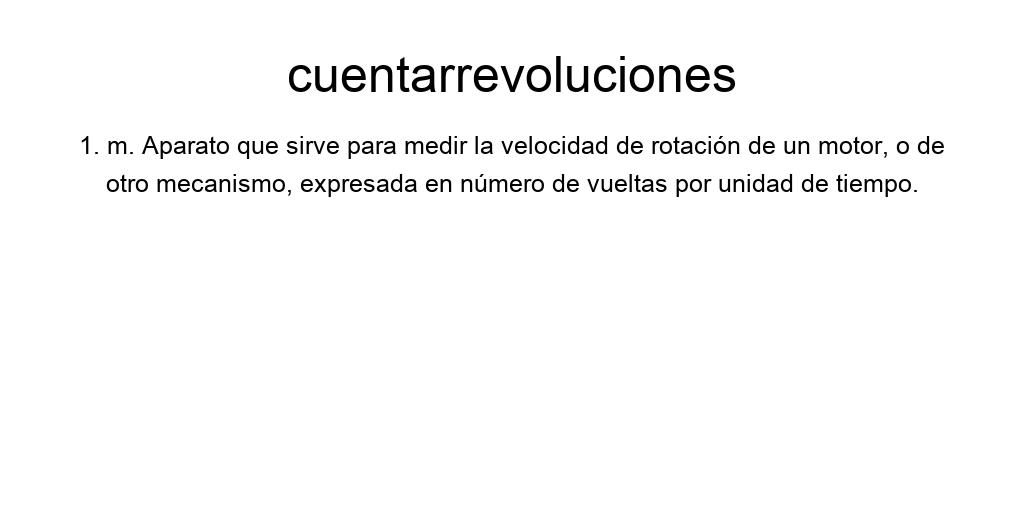 cuentarrevoluciones
1. m. Aparato que sirve para medir la velocidad de rotación de un motor, o de
otro mecanismo, expresada en número de vueltas por unidad de tiempo.